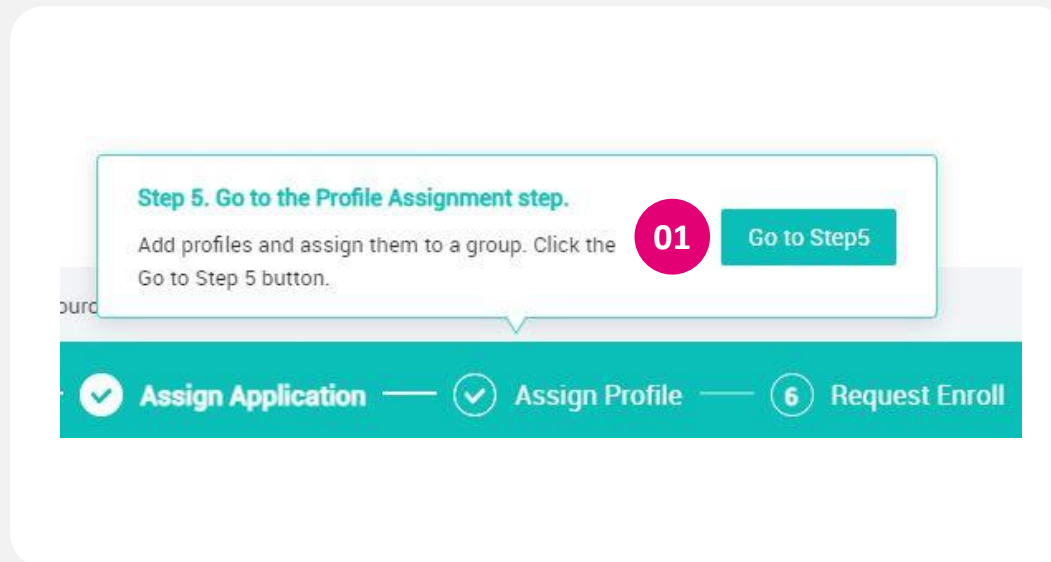 Step 5. Go to the Profile Assignment step.
Add profiles and assign them to a group. Click the
Go to Step 5 button.
01
Go to Step5
Assign Application
Assign Profile
6
Request Enroll